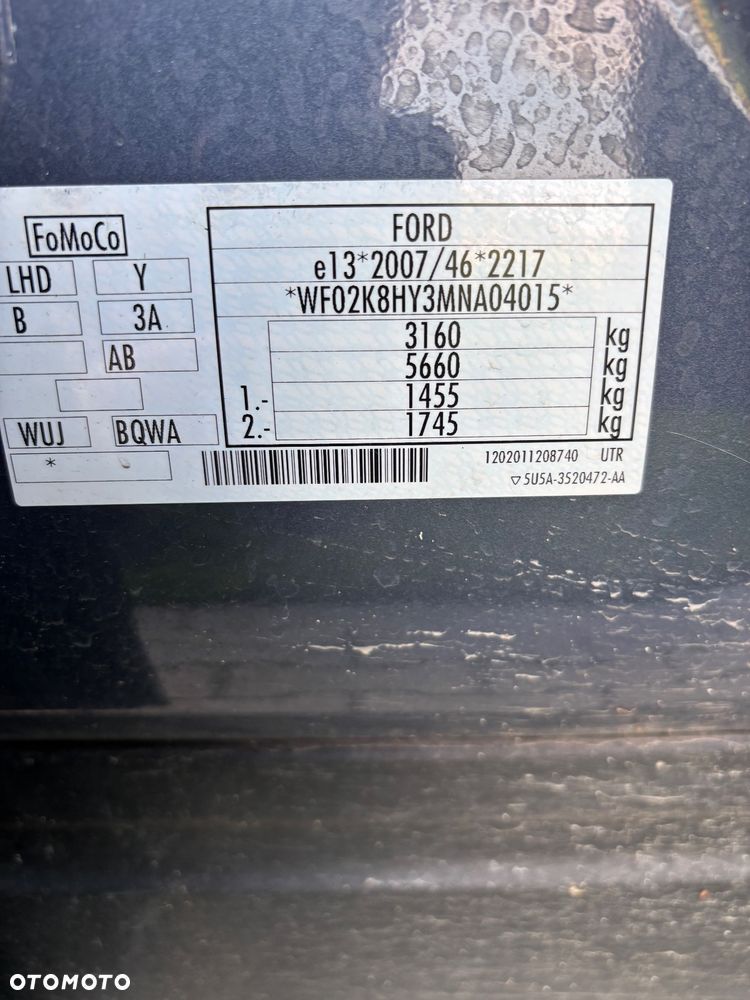 FoMoCo
LHD Y
B 3A
AB
WUJ BQWA
*
FORD
e13*2007/46*2217
*WF02K8HY3MNA04015*
3160 kg
5660 kg
1.- 1455 kg
2.- 1745 kg
1202011208740 UTR
▽5U5A-3520472-AA
OTOMOTO